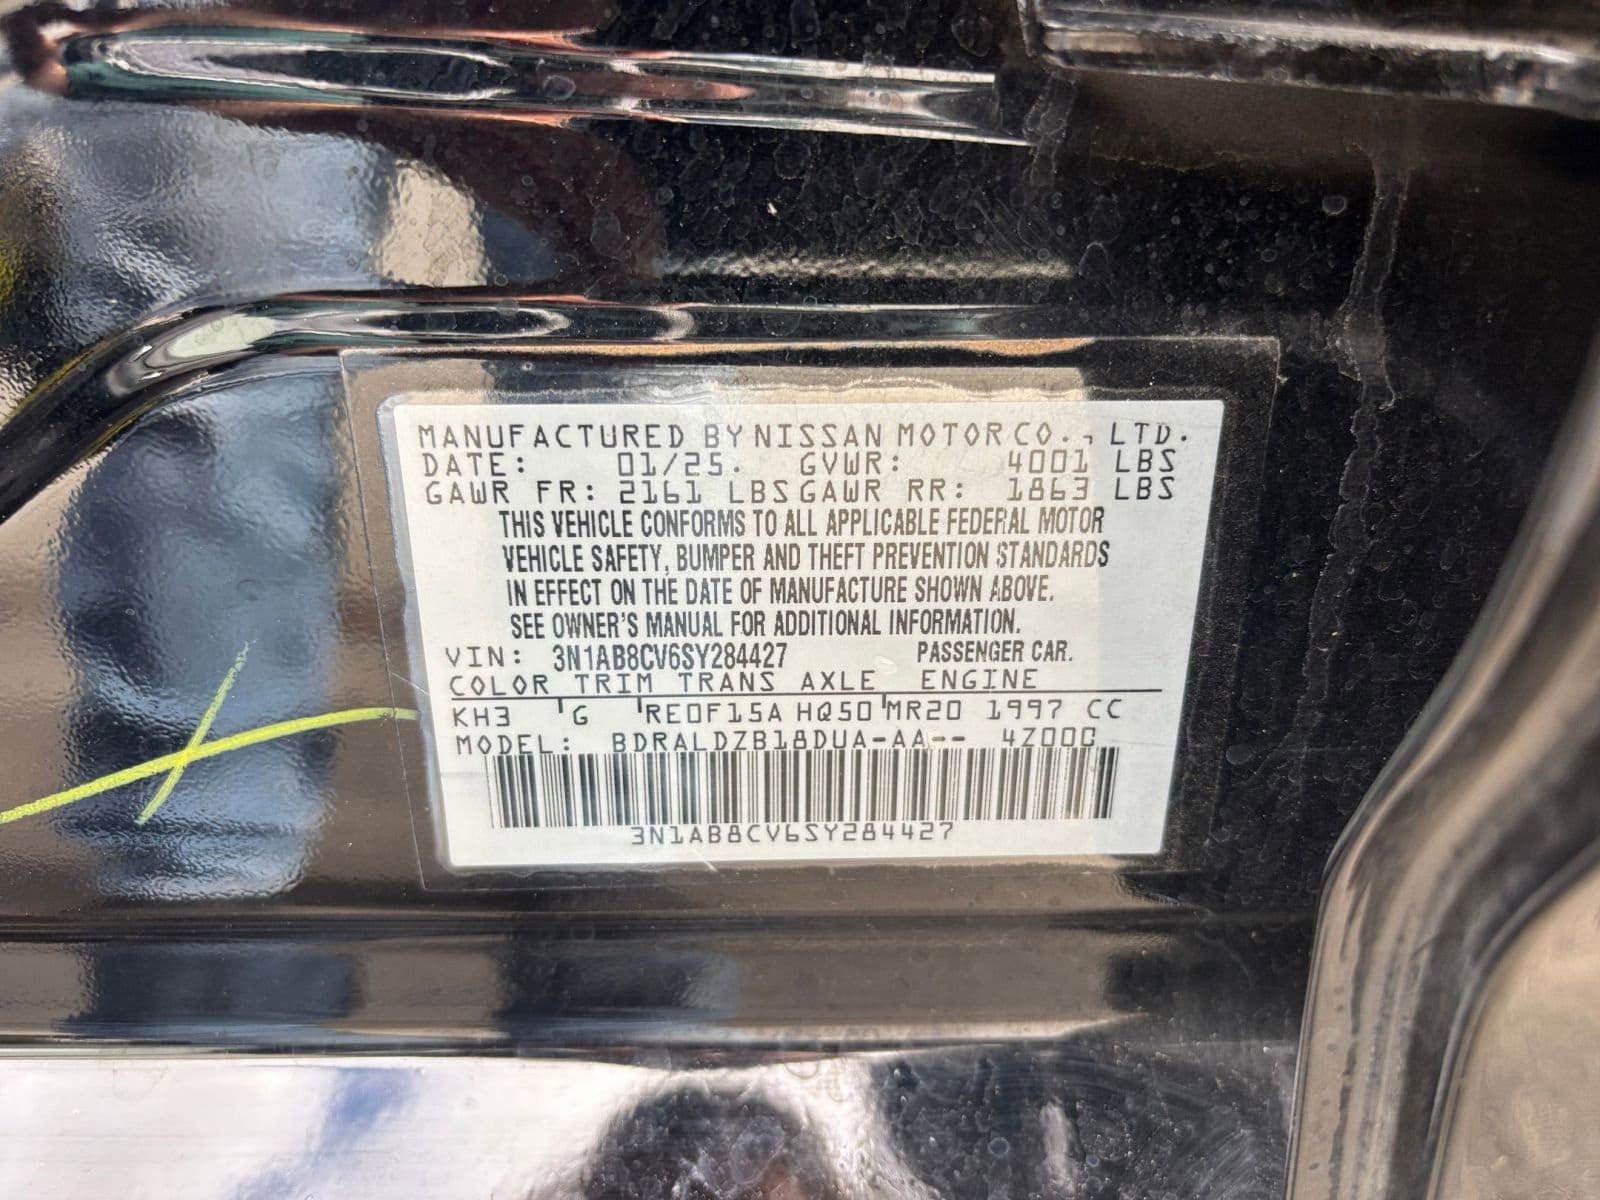 MANUFACTURED BY NISSAN MOTOR CO., LTD.
DATE: 01/25. GVWR: 4001 LBS
GAWR FR: 2161 LBS GAWR RR: 1863 LBS
THIS VEHICLE CONFORMS TO ALL APPLICABLE FEDERAL MOTOR
VEHICLE SAFETY, BUMPER AND THEFT PREVENTION STANDARDS
IN EFFECT ON THE DATE OF MANUFACTURE SHOWN ABOVE.
SEE OWNER'S MANUAL FOR ADDITIONAL INFORMATION.
VIN: 3N1AB8CV6SY284427 PASSENGER CAR.
COLOR TRIM TRANS AXLE ENGINE
KH3 G RE0F15A HQ50 MR20 1997 CC
MODEL: BDRALDZB18DUA-AA--
3N1AB8CV6SY284427